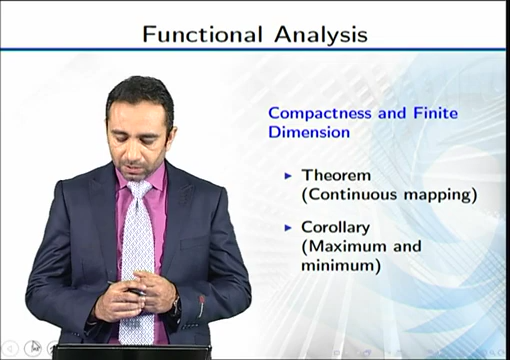 Functional Analysis
Compactness and Finite
Dimension
▶ Theorem
(Continuous mapping)
▶ Corollary
(Maximum and
minimum)